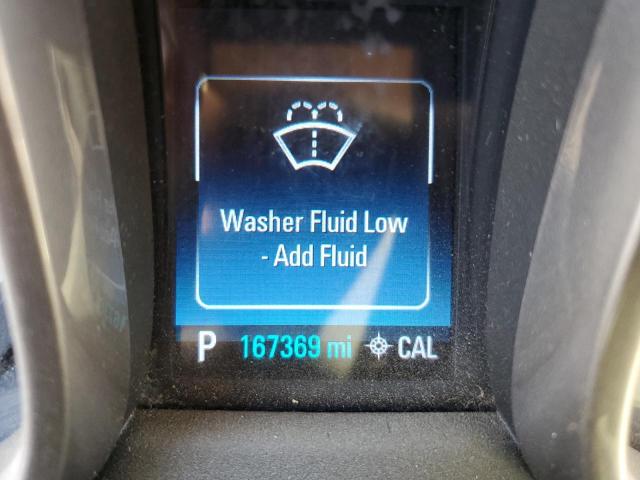 Washer Fluid Low
- Add Fluid
P 167369 mi CAL